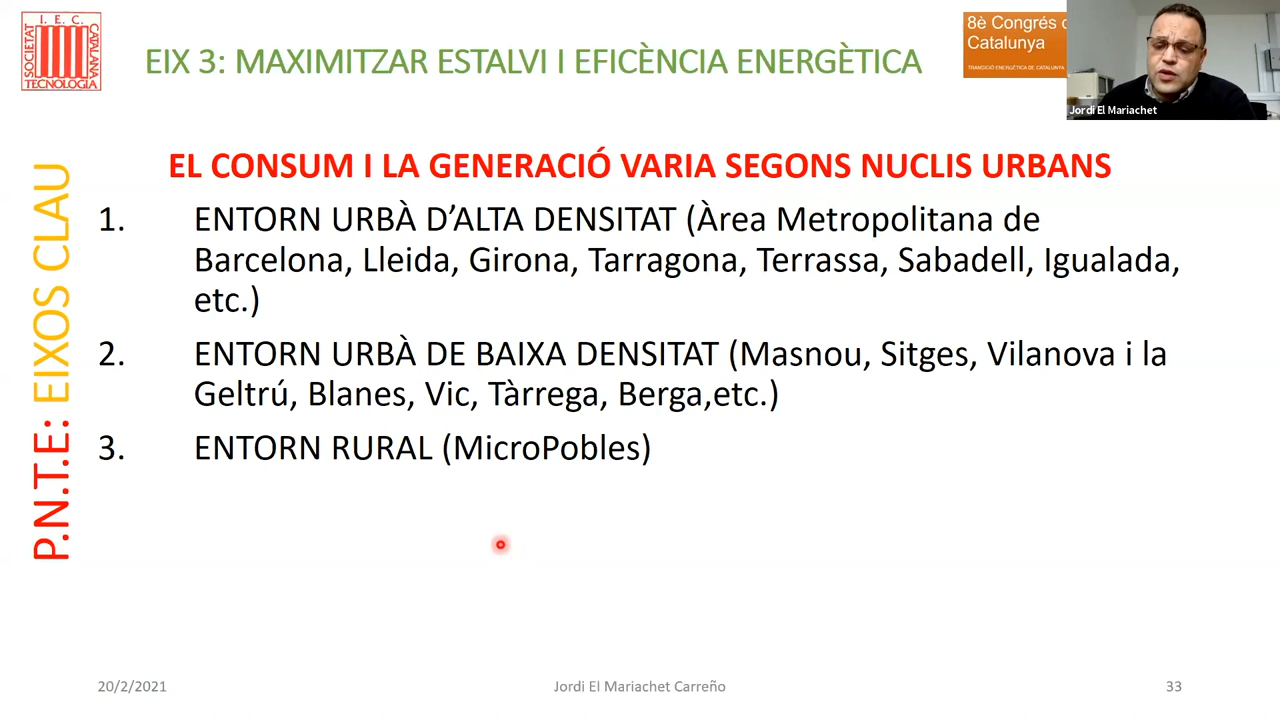 SOCIETAT
I. E. C.
CATALANA
TECNOLOGIA
EIX 3: MAXIMITZAR ESTALVI I EFICÈNCIA ENERGÈTICA
8è Congrés
Catalunya
TRANSICIÓ ENERGÈTICA DE CATALUNYA
Jordi El Mariachet
P.N.T.E: EIXOS CLAU
EL CONSUM I LA GENERACIÓ VARIA SEGONS NUCLIS URBANS
1. ENTORN URBÀ D’ALTA DENSITAT (Àrea Metropolitana de
Barcelona, Lleida, Girona, Tarragona, Terrassa, Sabadell, Igualada,
etc.)
2. ENTORN URBÀ DE BAIXA DENSITAT (Masnou, Sitges, Vilanova i la
Geltrú, Blanes, Vic, Tàrrega, Berga,etc.)
3. ENTORN RURAL (MicroPobles)
20/2/2021
Jordi El Mariachet Carreño
33